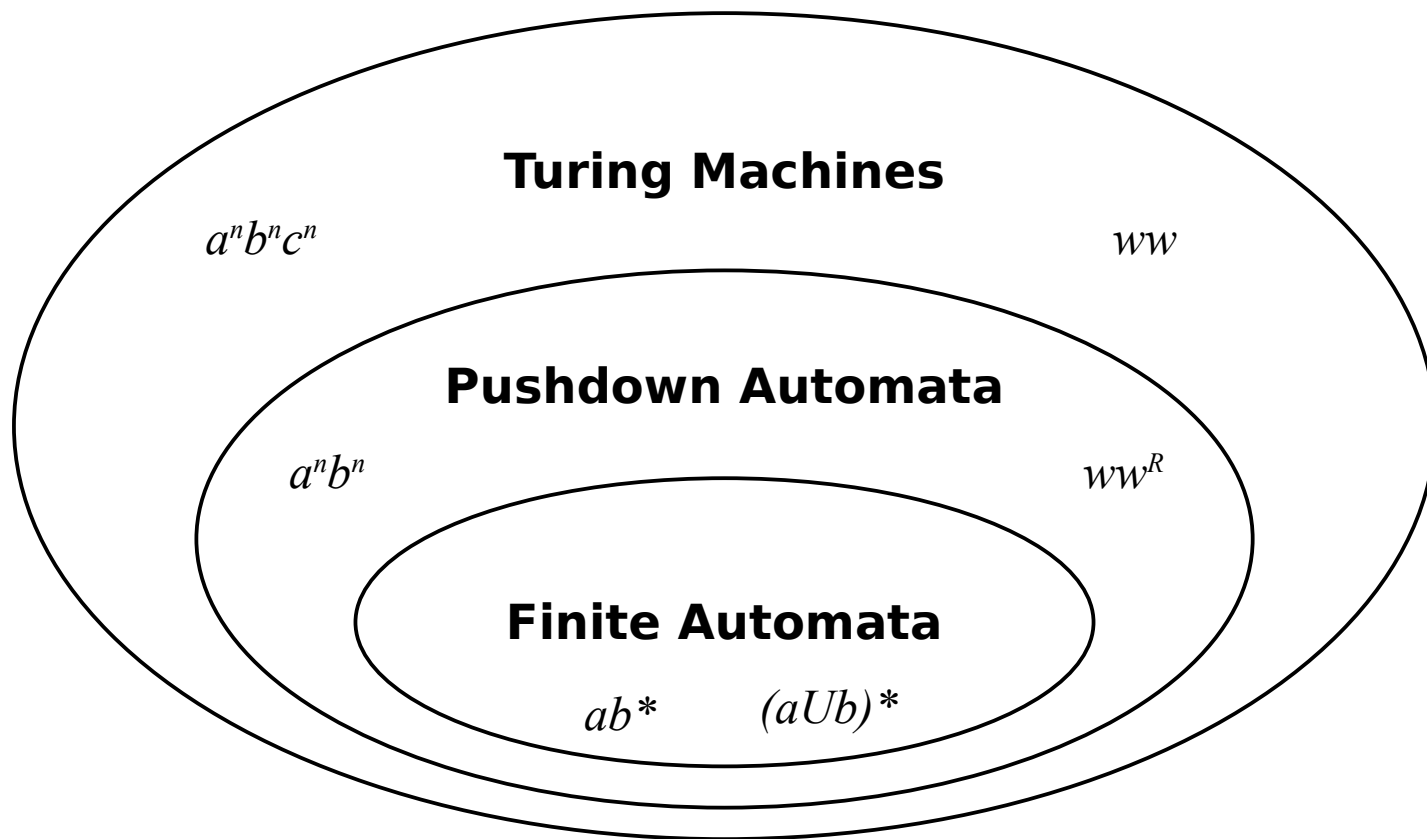 Turing Machines
aⁿbⁿcⁿ ww
Pushdown Automata
aⁿbⁿ wwᴿ
Finite Automata
ab* (aUb)*